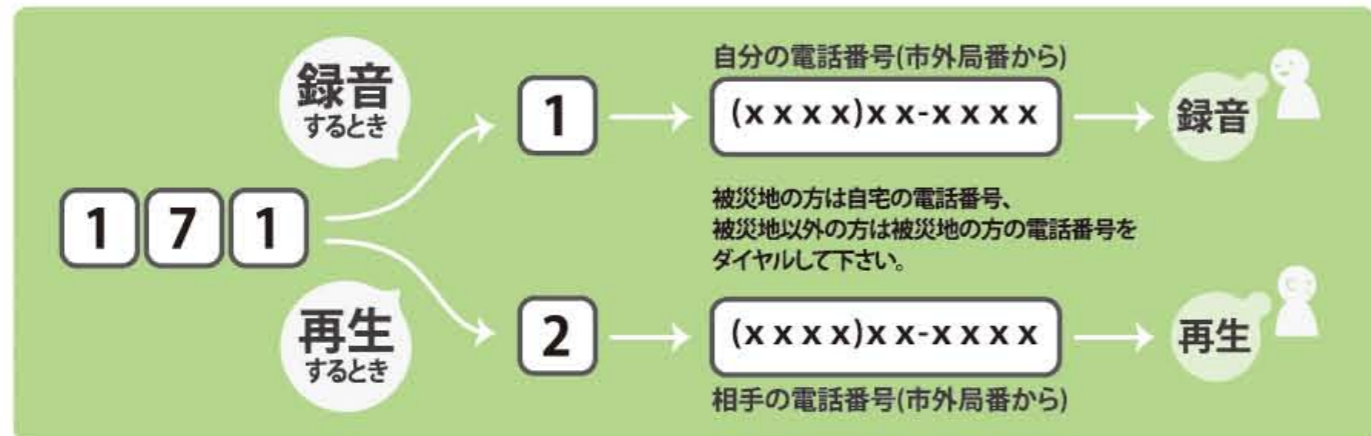 171
録音
するとき
1
自分の電話番号(市外局番から)
(xxxx)xx-xxxx
録音
被災地の方は自宅の電話番号、
被災地以外の方は被災地の方の電話番号を
ダイヤルして下さい。
再生
するとき
2
(xxxx)xx-xxxx
相手の電話番号(市外局番から)
再生